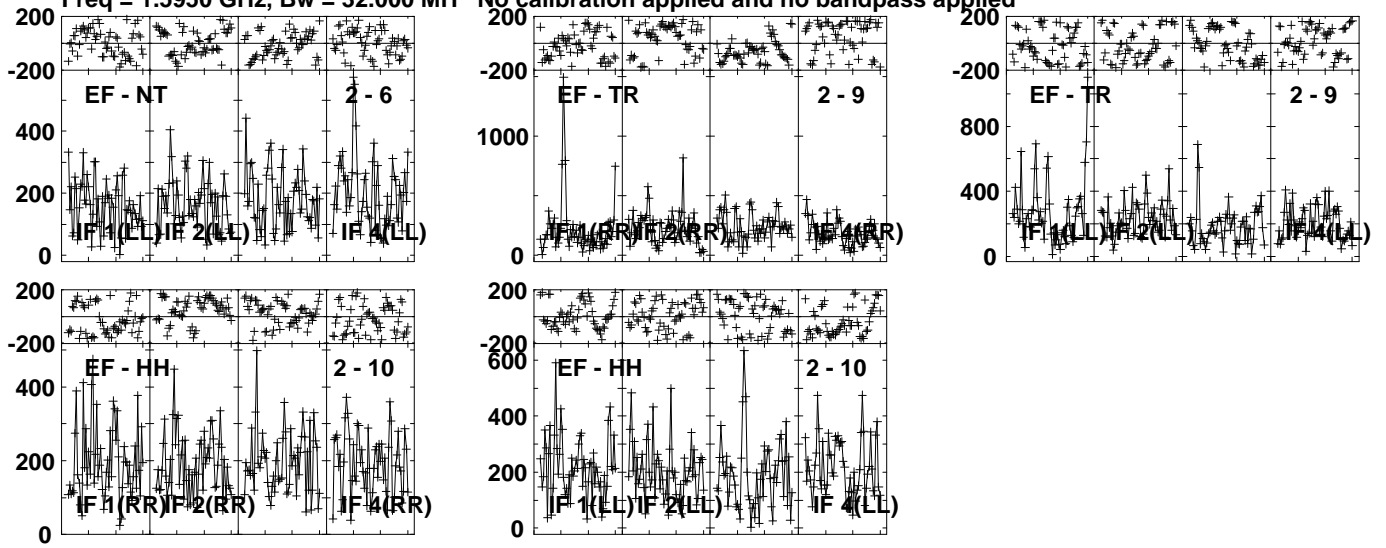 Freq = 1.5950 GHz, Bw = 32.000 MH No calibration applied and no bandpass applied
200
-200
EF - NT 2 - 6
400
200
0
IF 1(LL) IF 2(LL) IF 4(LL)
200
-200
EF - TR 2 - 9
1000
0
IF 1(RR) IF 2(RR) IF 4(RR)
200
-200
EF - TR 2 - 9
800
400
0
IF 1(LL) IF 2(LL) IF 4(LL)
200
-200
EF - HH 2 - 10
400
200
0
IF 1(RR) IF 2(RR) IF 4(RR)
200
-200
600
EF - HH 2 - 10
400
200
0
IF 1(LL) IF 2(LL) IF 4(LL)